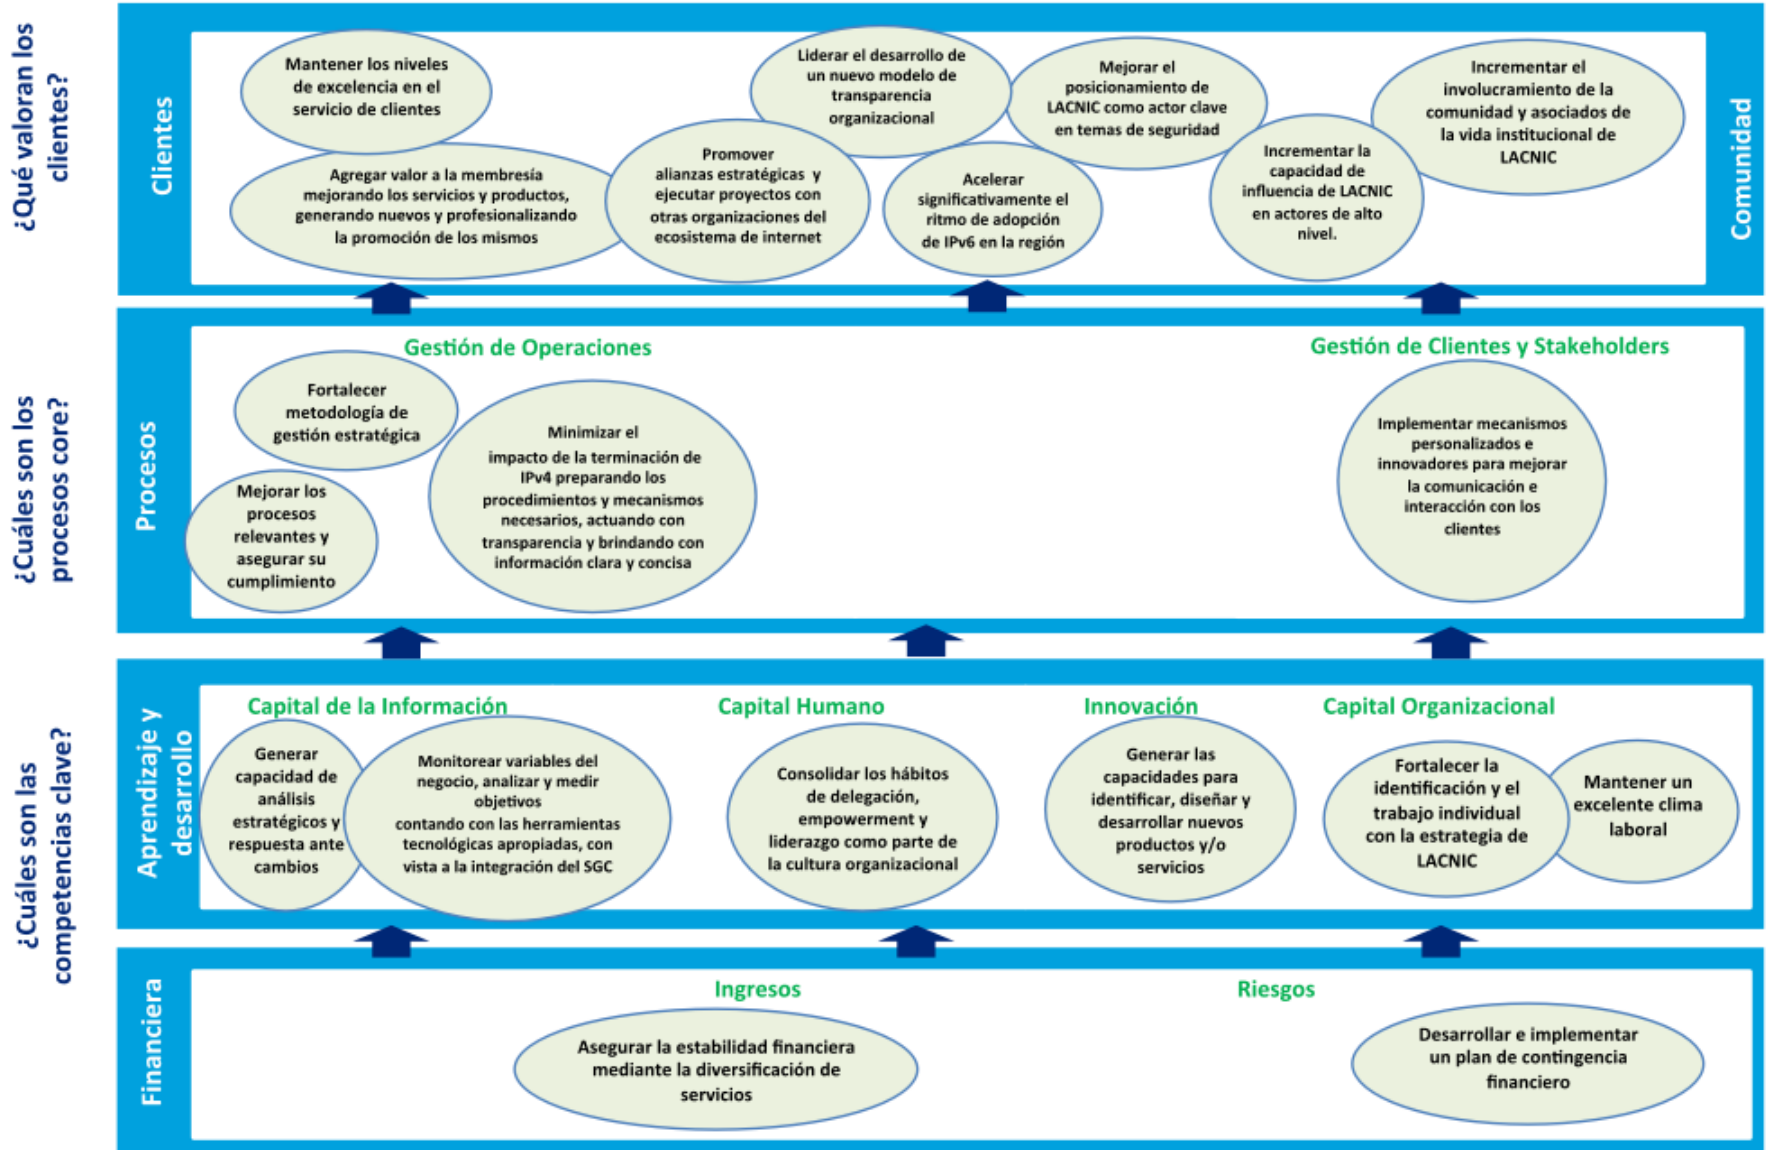 ¿Qué valoran los
clientes?
Clientes
Mantener los niveles
de excelencia en el
servicio de clientes
Agregar valor a la membresía
mejorando los servicios y productos,
generando nuevos y profesionalizando
la promoción de los mismos
Promover
alianzas estratégicas y
ejecutar proyectos con
otras organizaciones del
ecosistema de internet
Liderar el desarrollo de
un nuevo modelo de
transparencia
organizacional
Acelerar
significativamente el
ritmo de adopción
de IPv6 en la región
Mejorar el
posicionamiento de
LACNIC como actor clave
en temas de seguridad
Incrementar la
capacidad de
influencia de LACNIC
en actores de alto
nivel.
Incrementar el
involucramiento de la
comunidad y asociados de
la vida institucional de
LACNIC
Comunidad
¿Cuáles son los
procesos core?
Procesos
Gestión de Operaciones
Fortalecer
metodología de
gestión estratégica
Mejorar los
procesos
relevantes y
asegurar su
cumplimiento
Minimizar el
impacto de la terminación de
IPv4 preparando los
procedimientos y mecanismos
necesarios, actuando con
transparencia y brindando con
información clara y concisa
Gestión de Clientes y Stakeholders
Implementar mecanismos
personalizados e
innovadores para mejorar
la comunicación e
interacción con los
clientes
¿Cuáles son las
competencias clave?
Aprendizaje y
desarrollo
Capital de la Información
Generar
capacidad de
análisis
estratégicos y
respuesta ante
cambios
Monitorear variables del
negocio, analizar y medir
objetivos
contando con las herramientas
tecnológicas apropiadas, con
vista a la integración del SGC
Capital Humano
Consolidar los hábitos
de delegación,
empowerment y
liderazgo como parte de
la cultura organizacional
Innovación
Generar las
capacidades para
identificar, diseñar y
desarrollar nuevos
productos y/o
servicios
Capital Organizacional
Fortalecer la
identificación y el
trabajo individual
con la estrategia de
LACNIC
Mantener un
excelente clima
laboral
Financiera
Ingresos
Asegurar la estabilidad financiera
mediante la diversificación de
servicios
Riesgos
Desarrollar e implementar
un plan de contingencia
financiero